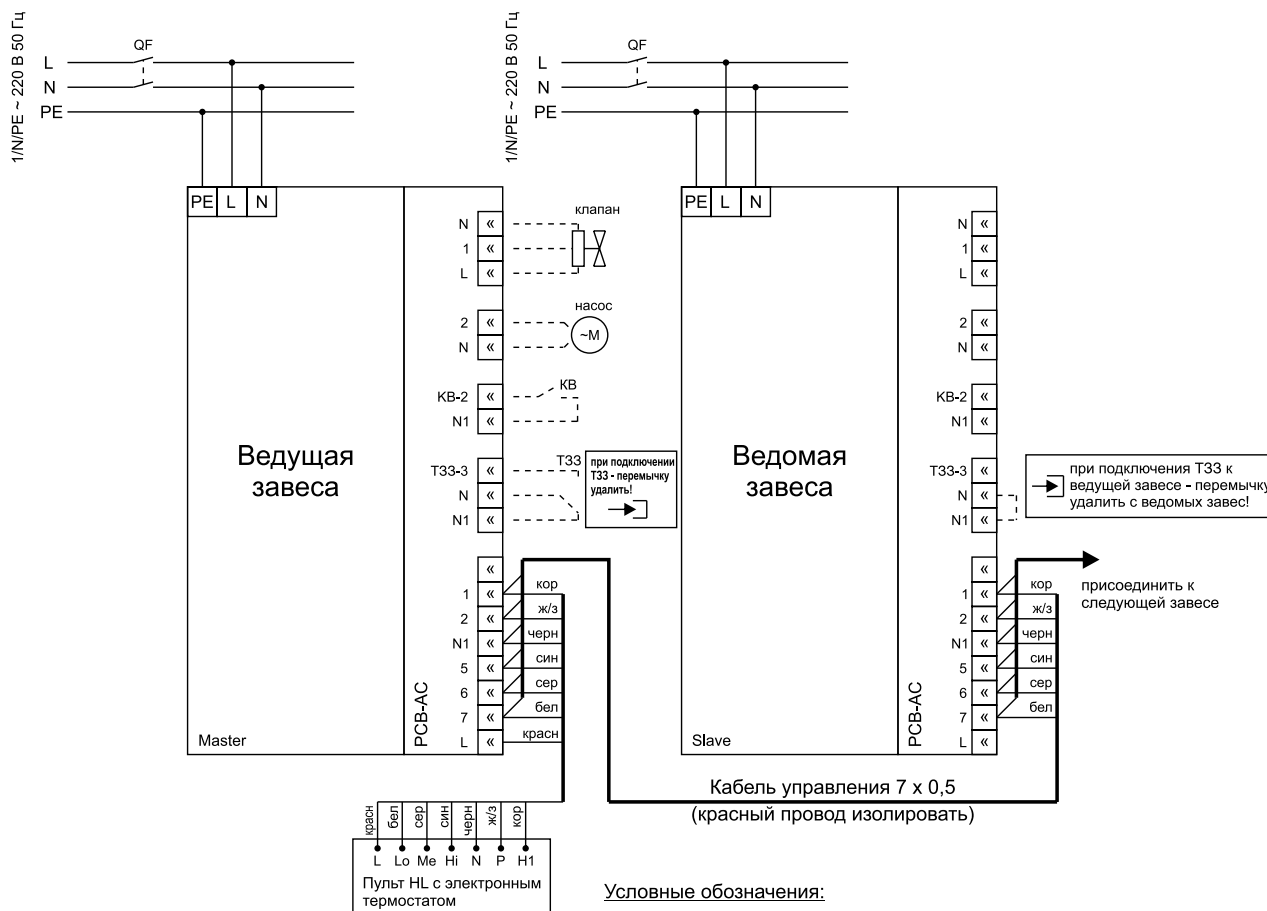 1/N/PE ~ 220 В 50 Гц
QF
L
N
PE
1/N/PE ~ 220 В 50 Гц
QF
L
N
PE
PE L N
N «
1 «
L «
клапан
2 «
N «
насос
~M
КВ-2 «
N1 «
КВ
ТЗЗ-3 «
N «
N1 «
ТЗЗ
при подключении
ТЗЗ - перемычку
удалить!
Ведущая
завеса
«
1 « кор
2 « ж/з
N1 « черн
5 « син
6 « сер
7 « бел
L « красн
PCB-AC
Master
PE L N
N «
1 «
L «
2 «
N «
КВ-2 «
N1 «
ТЗЗ-3 «
N «
N1 «
при подключения ТЗЗ к
ведущей завесе - перемычку
удалить с ведомых завес!
Ведомая
завеса
«
1 « кор
2 « ж/з
N1 « черн
5 « син
6 « сер
7 « бел
L «
PCB-AC
Slave
присоединить к
следующей завесе
Кабель управления 7 x 0,5
(красный провод изолировать)
красн бел сер син черн ж/з кор
L Lo Me Hi N P H1
Пульт HL с электронным
термостатом
Условные обозначения: